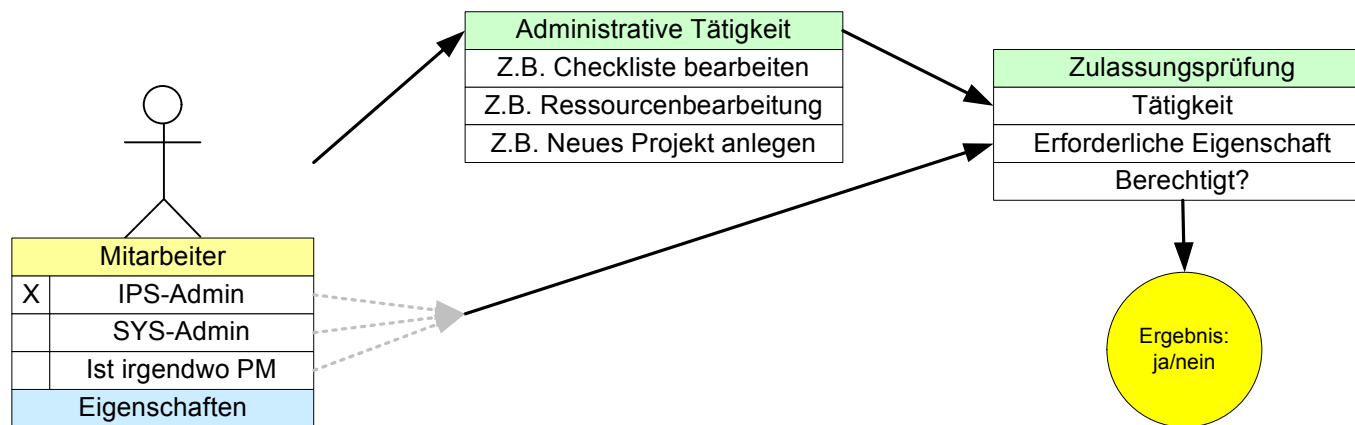 Administrative Tätigkeit
Z.B. Checkliste bearbeiten
Z.B. Ressourcenbearbeitung
Z.B. Neues Projekt anlegen
Zulassungsprüfung
Tätigkeit
Erforderliche Eigenschaft
Berechtigt?
Mitarbeiter
X IPS-Admin
SYS-Admin
Ist irgendwo PM
Eigenschaften
Ergebnis:
ja/nein